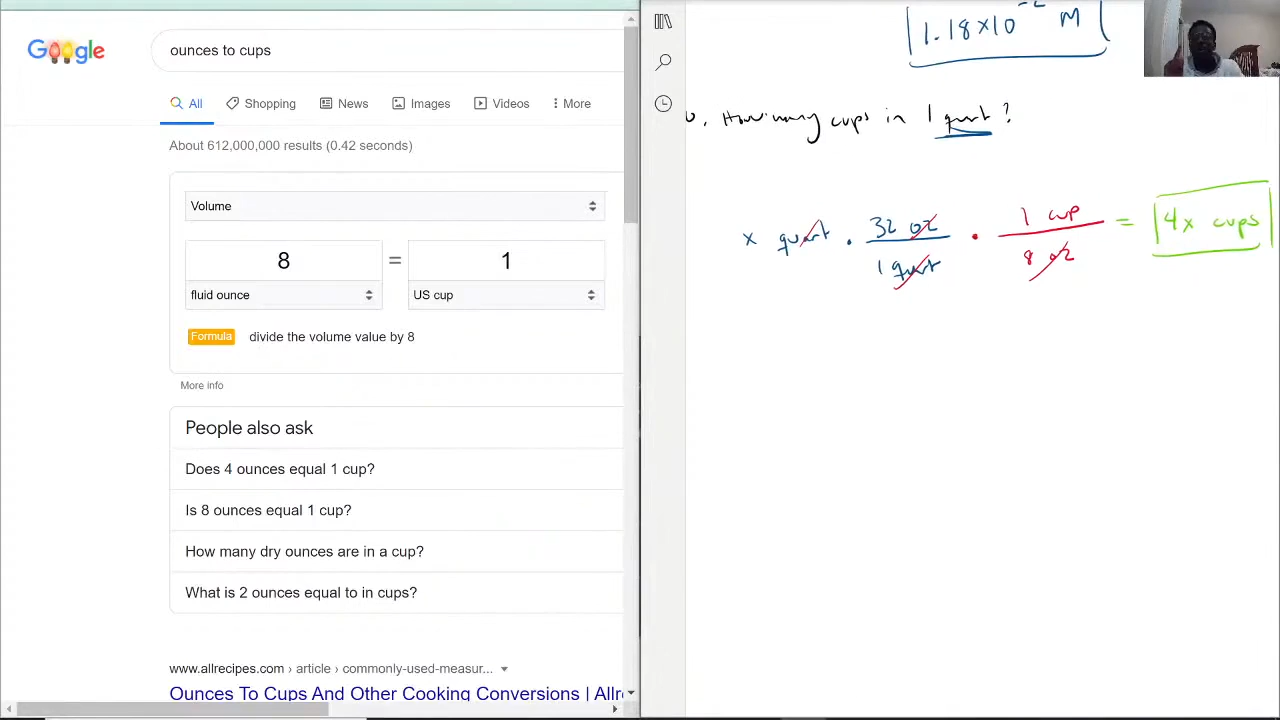 Google
ounces to cups
All
Shopping
News
Images
Videos
More
About 612,000,000 results (0.42 seconds)
Volume
8 = 1
fluid ounce
US cup
Formula
divide the volume value by 8
More info
People also ask
Does 4 ounces equal 1 cup?
Is 8 ounces equal 1 cup?
How many dry ounces are in a cup?
What is 2 ounces equal to in cups?
www.allrecipes.com › article › commonly-used-measur...
Ounces To Cups And Other Cooking Conversions | Allr
1.18×10⁻² M
How many cups in 1 quart?
x quart · 32 oz / 1 quart · 1 cup / 8 oz = 4x cups